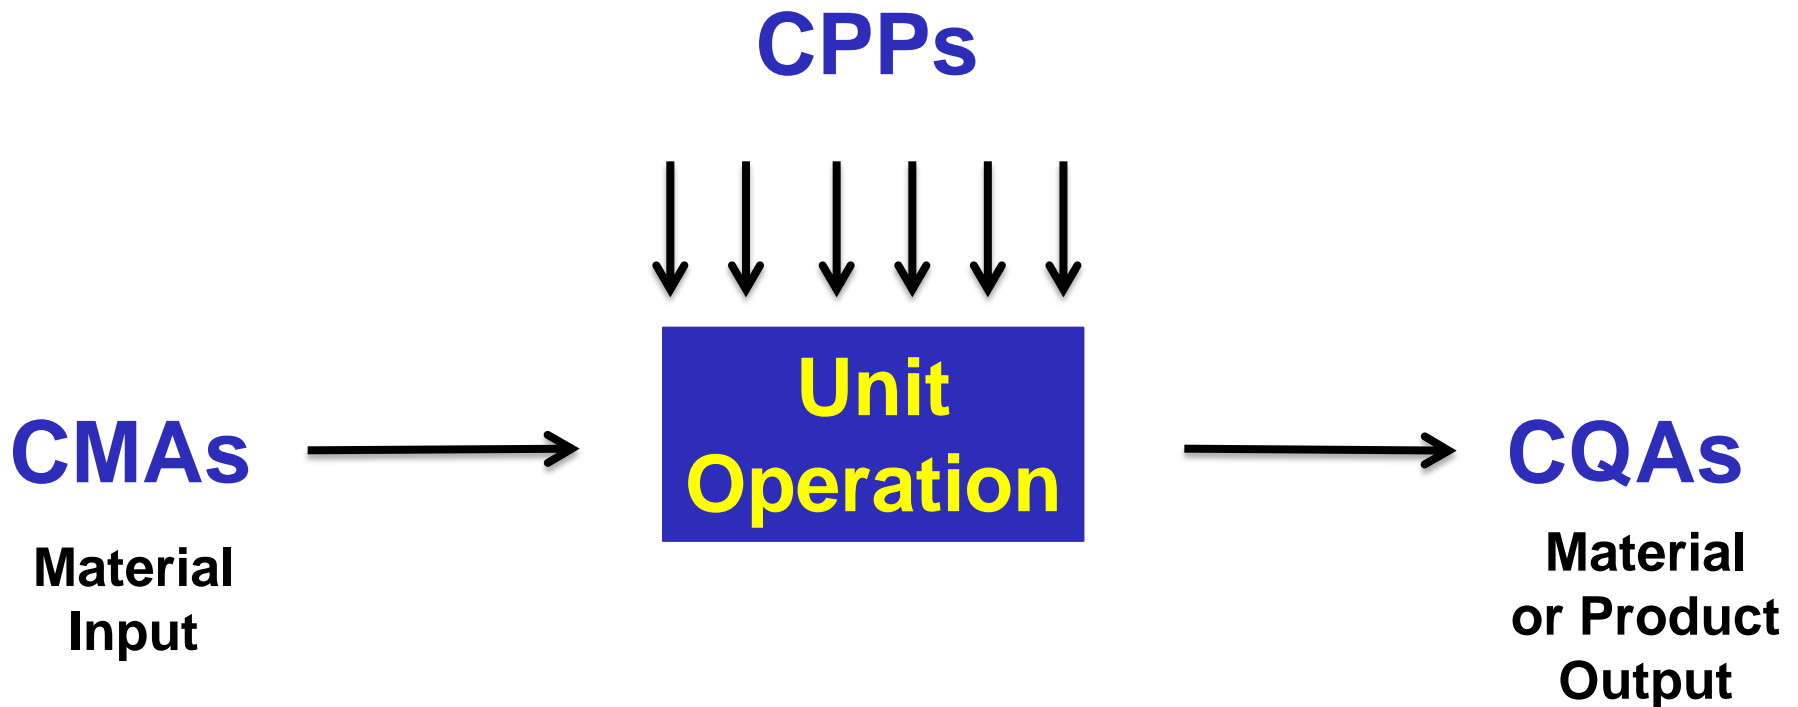 CPPs
Unit
Operation
CMAs
Material
Input
CQAs
Material
or Product
Output